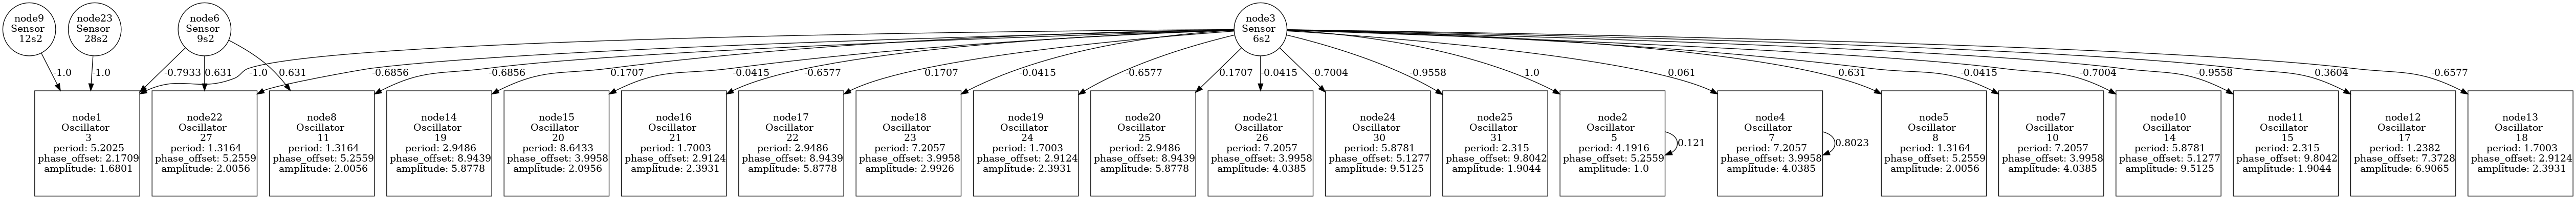 node9
Sensor
12s2
node23
Sensor
28s2
node6
Sensor
9s2
node3
Sensor
6s2
-1.0
-1.0
-0.7933
0.631
-1.0
0.631
-0.6856
-0.6856
0.1707
-0.0415
-0.6577
0.1707
-0.0415
-0.6577
0.1707
-0.0415
-0.7004
-0.9558
1.0
0.061
0.631
-0.0415
-0.7004
-0.9558
0.3604
-0.6577
node1
Oscillator
3
period: 5.2025
phase_offset: 2.1709
amplitude: 1.6801
node22
Oscillator
27
period: 1.3164
phase_offset: 5.2559
amplitude: 2.0056
node8
Oscillator
11
period: 1.3164
phase_offset: 5.2559
amplitude: 2.0056
node14
Oscillator
19
period: 2.9486
phase_offset: 8.9439
amplitude: 5.8778
node15
Oscillator
20
period: 8.6433
phase_offset: 3.9958
amplitude: 2.0956
node16
Oscillator
21
period: 1.7003
phase_offset: 2.9124
amplitude: 2.3931
node17
Oscillator
22
period: 2.9486
phase_offset: 8.9439
amplitude: 5.8778
node18
Oscillator
23
period: 7.2057
phase_offset: 3.9958
amplitude: 2.9926
node19
Oscillator
24
period: 1.7003
phase_offset: 2.9124
amplitude: 2.3931
node20
Oscillator
25
period: 2.9486
phase_offset: 8.9439
amplitude: 5.8778
node21
Oscillator
26
period: 7.2057
phase_offset: 3.9958
amplitude: 4.0385
node24
Oscillator
30
period: 5.8781
phase_offset: 5.1277
amplitude: 9.5125
node25
Oscillator
31
period: 2.315
phase_offset: 9.8042
amplitude: 1.9044
node2
Oscillator
5
period: 4.1916
phase_offset: 5.2559
amplitude: 1.0
0.121
node4
Oscillator
7
period: 7.2057
phase_offset: 3.9958
amplitude: 4.0385
0.8023
node5
Oscillator
8
period: 1.3164
phase_offset: 5.2559
amplitude: 2.0056
node7
Oscillator
10
period: 7.2057
phase_offset: 3.9958
amplitude: 4.0385
node10
Oscillator
14
period: 5.8781
phase_offset: 5.1277
amplitude: 9.5125
node11
Oscillator
15
period: 2.315
phase_offset: 9.8042
amplitude: 1.9044
node12
Oscillator
17
period: 1.2382
phase_offset: 7.3728
amplitude: 6.9065
node13
Oscillator
18
period: 1.7003
phase_offset: 2.9124
amplitude: 2.3931